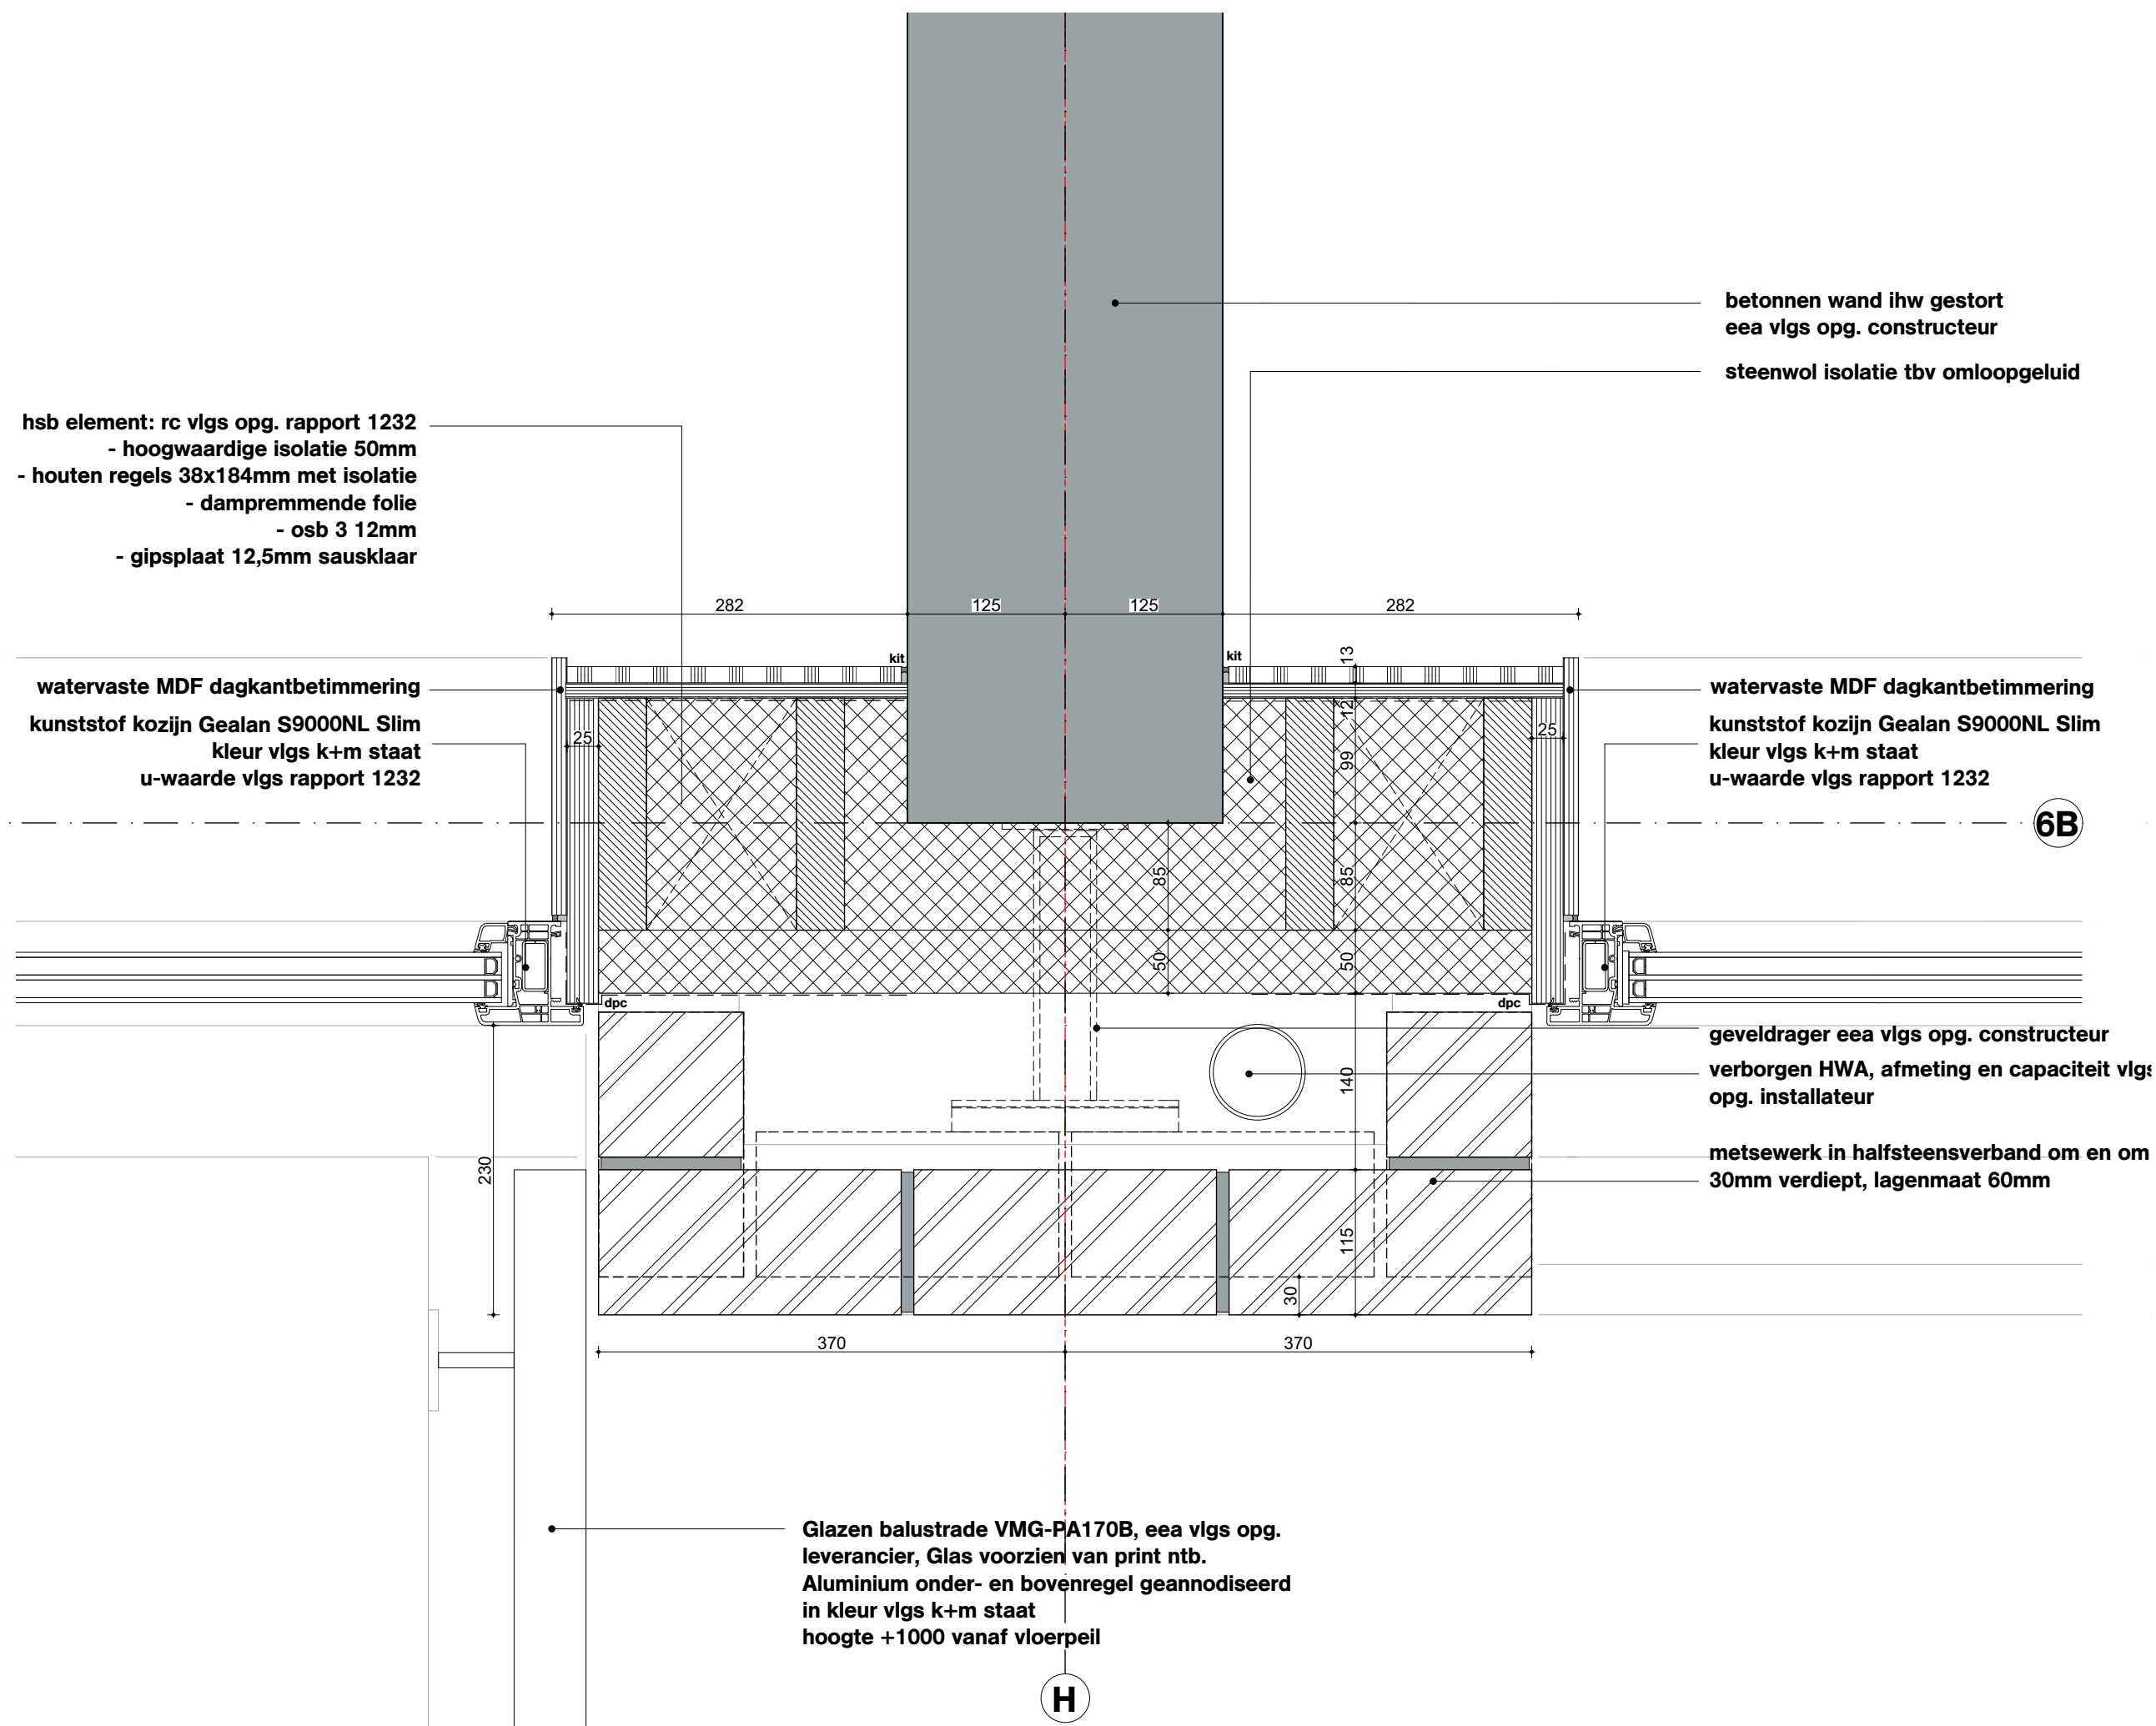 betonnen wand ihw gestort
eea vlgs opg. constructeur
steenwol isolatie tbv omloopgeluid
hsb element: rc vlgs opg. rapport 1232
- hoogwaardige isolatie 50mm
- houten regels 38x184mm met isolatie
- dampremmende folie
- osb 3 12mm
- gipsplaat 12,5mm sausklaar
282
125
125
282
kit
kit
13
watervaste MDF dagkantbetimmering
kunststof kozijn Gealan S9000NL Slim
kleur vlgs k+m staat
u-waarde vlgs rapport 1232
25
12
99
25
watervaste MDF dagkantbetimmering
kunststof kozijn Gealan S9000NL Slim
kleur vlgs k+m staat
u-waarde vlgs rapport 1232
6B
85
85
50
50
dpc
dpc
geveldrager eea vlgs opg. constructeur
verborgen HWA, afmeting en capaciteit vlgs
opg. installateur
140
230
metsewerk in halfsteensverband om en om
30mm verdiept, lagenmaat 60mm
115
30
370
370
Glazen balustrade VMG-PA170B, eea vlgs opg.
leverancier, Glas voorzien van print ntb.
Aluminium onder- en bovenregel geannodiseerd
in kleur vlgs k+m staat
hoogte +1000 vanaf vloerpeil
H